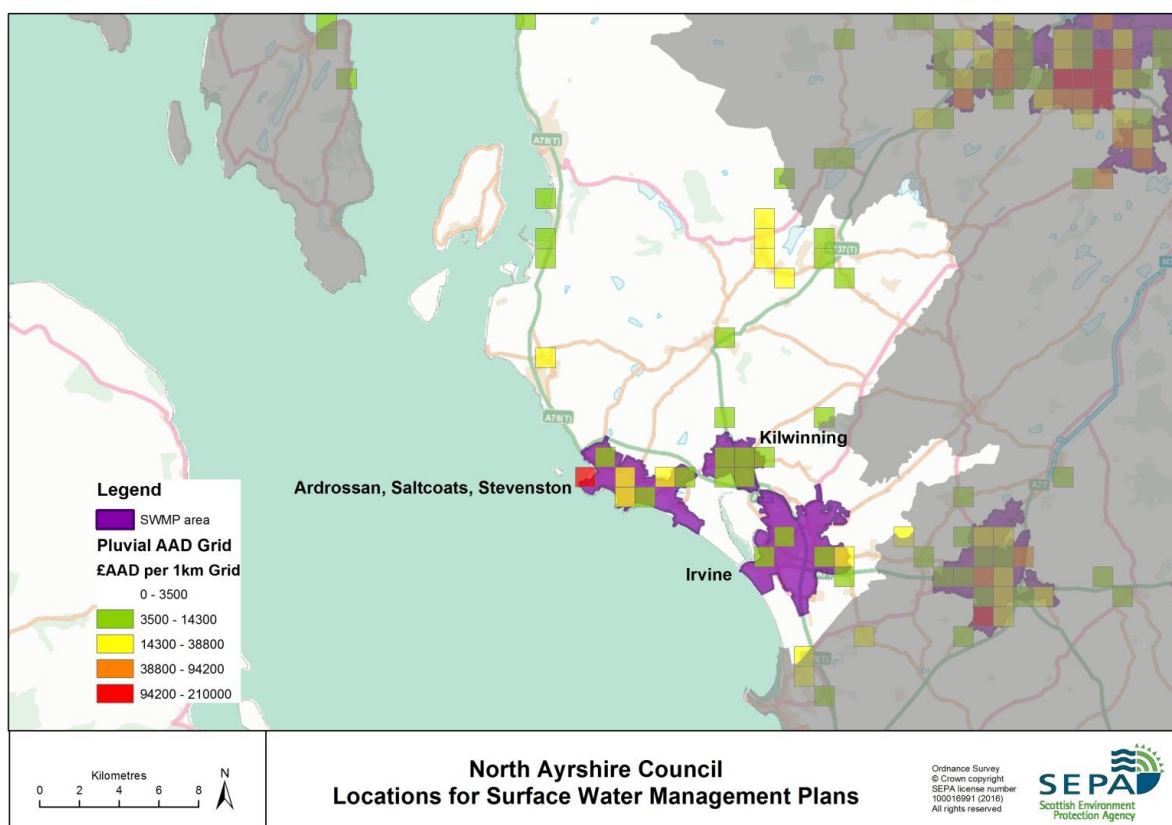 A78(T)
A737(T)
A78(T)
Kilwinning
Ardrossan, Saltcoats, Stevenston
Irvine
A77
Legend
SWMP area
Pluvial AAD Grid
£AAD per 1km Grid
0 - 3500
3500 - 14300
14300 - 38800
38800 - 94200
94200 - 210000
Kilometres
0 2 4 6 8
N
North Ayrshire Council
Locations for Surface Water Management Plans
Ordnance Survey
© Crown copyright
SEPA license number
100016991 (2016)
All rights reserved
SEPA
Scottish Environment
Protection Agency